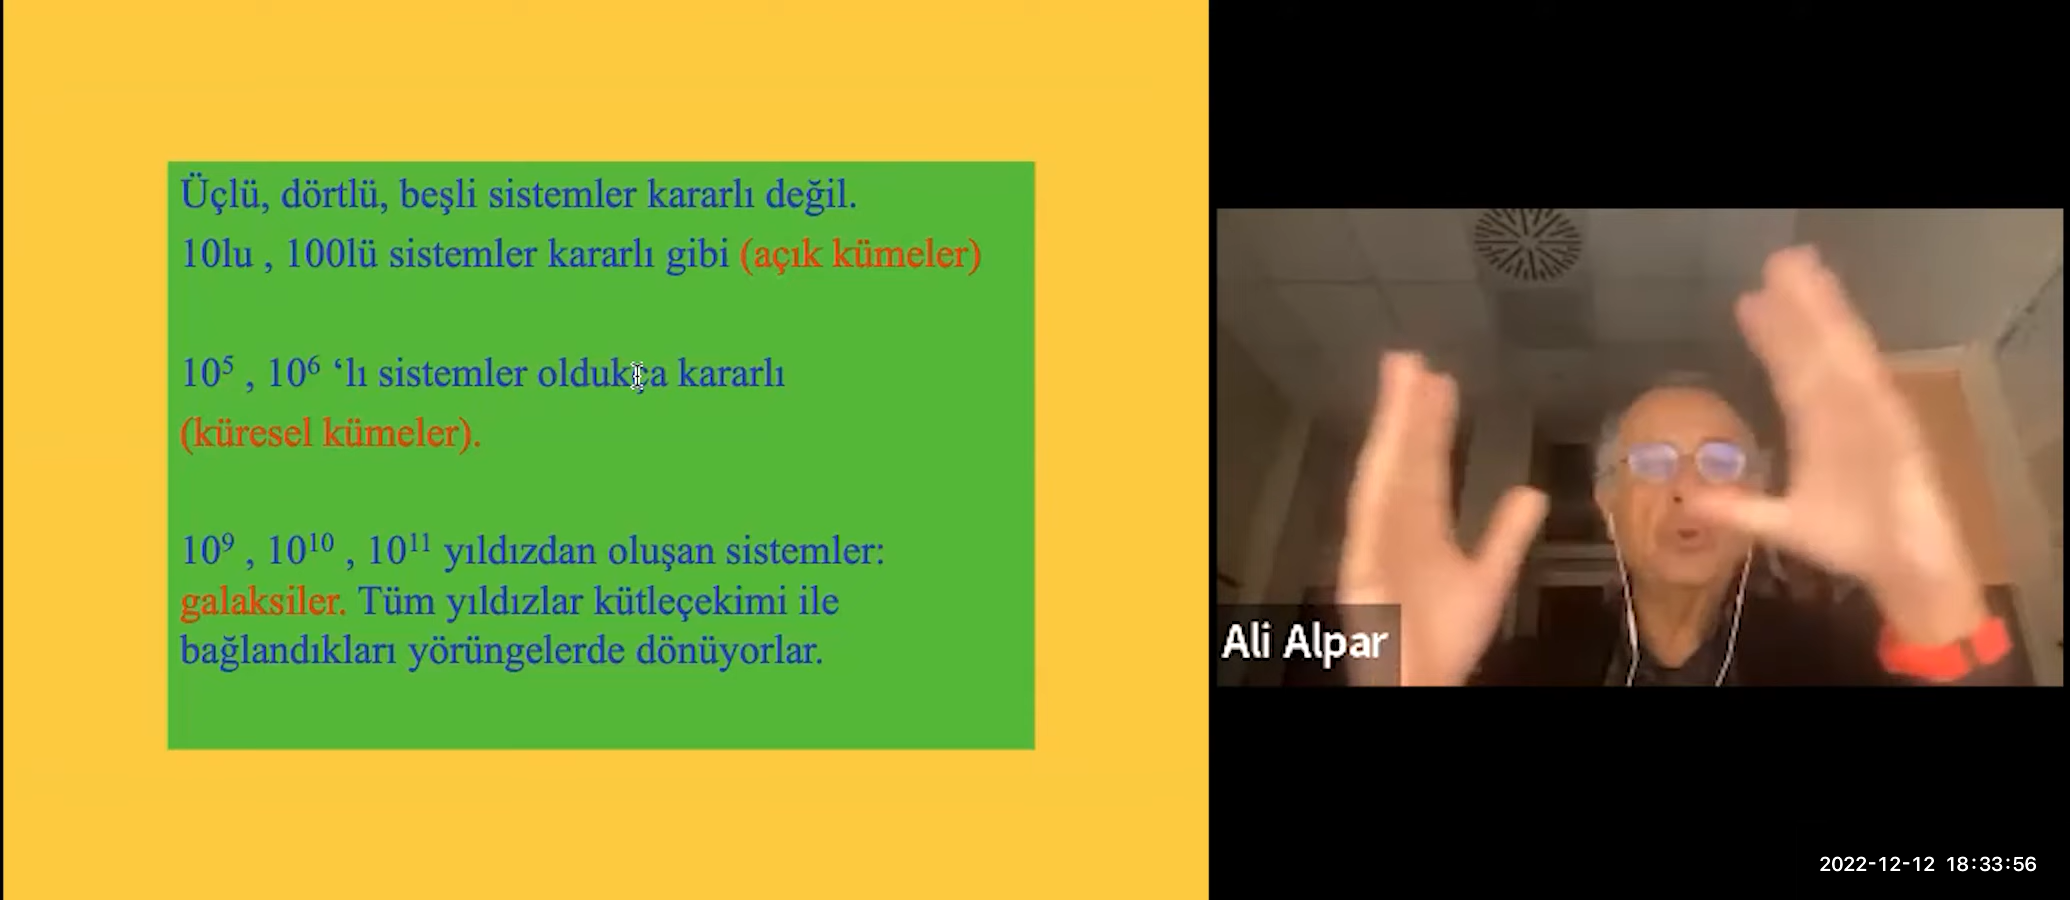 Üçlü, dörtlü, beşli sistemler kararlı değil.
10lu , 100lü sistemler kararlı gibi (açık kümeler)
10⁵ , 10⁶ ‘lı sistemler oldukça kararlı
(küresel kümeler).
10⁹ , 10¹⁰ , 10¹¹ yıldızdan oluşan sistemler:
galaksiler. Tüm yıldızlar kütleçekimi ile
bağlandıkları yörüngelerde dönüyorlar.
Ali Alpar
2022-12-12 18:33:56